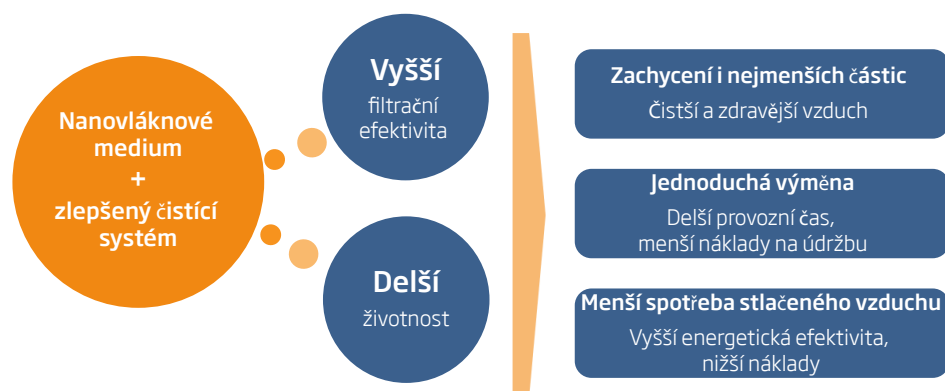 Nanovláknové
medium
+
zlepšený čistící
systém
Vyšší
filtrační
efektivita
Delší
životnost
Zachycení i nejmenších částic
Čistší a zdravější vzduch
Jednoduchá výměna
Delší provozní čas,
menší náklady na údržbu
Menší spotřeba stlačeného vzduchu
Vyšší energetická efektivita,
nižší náklady